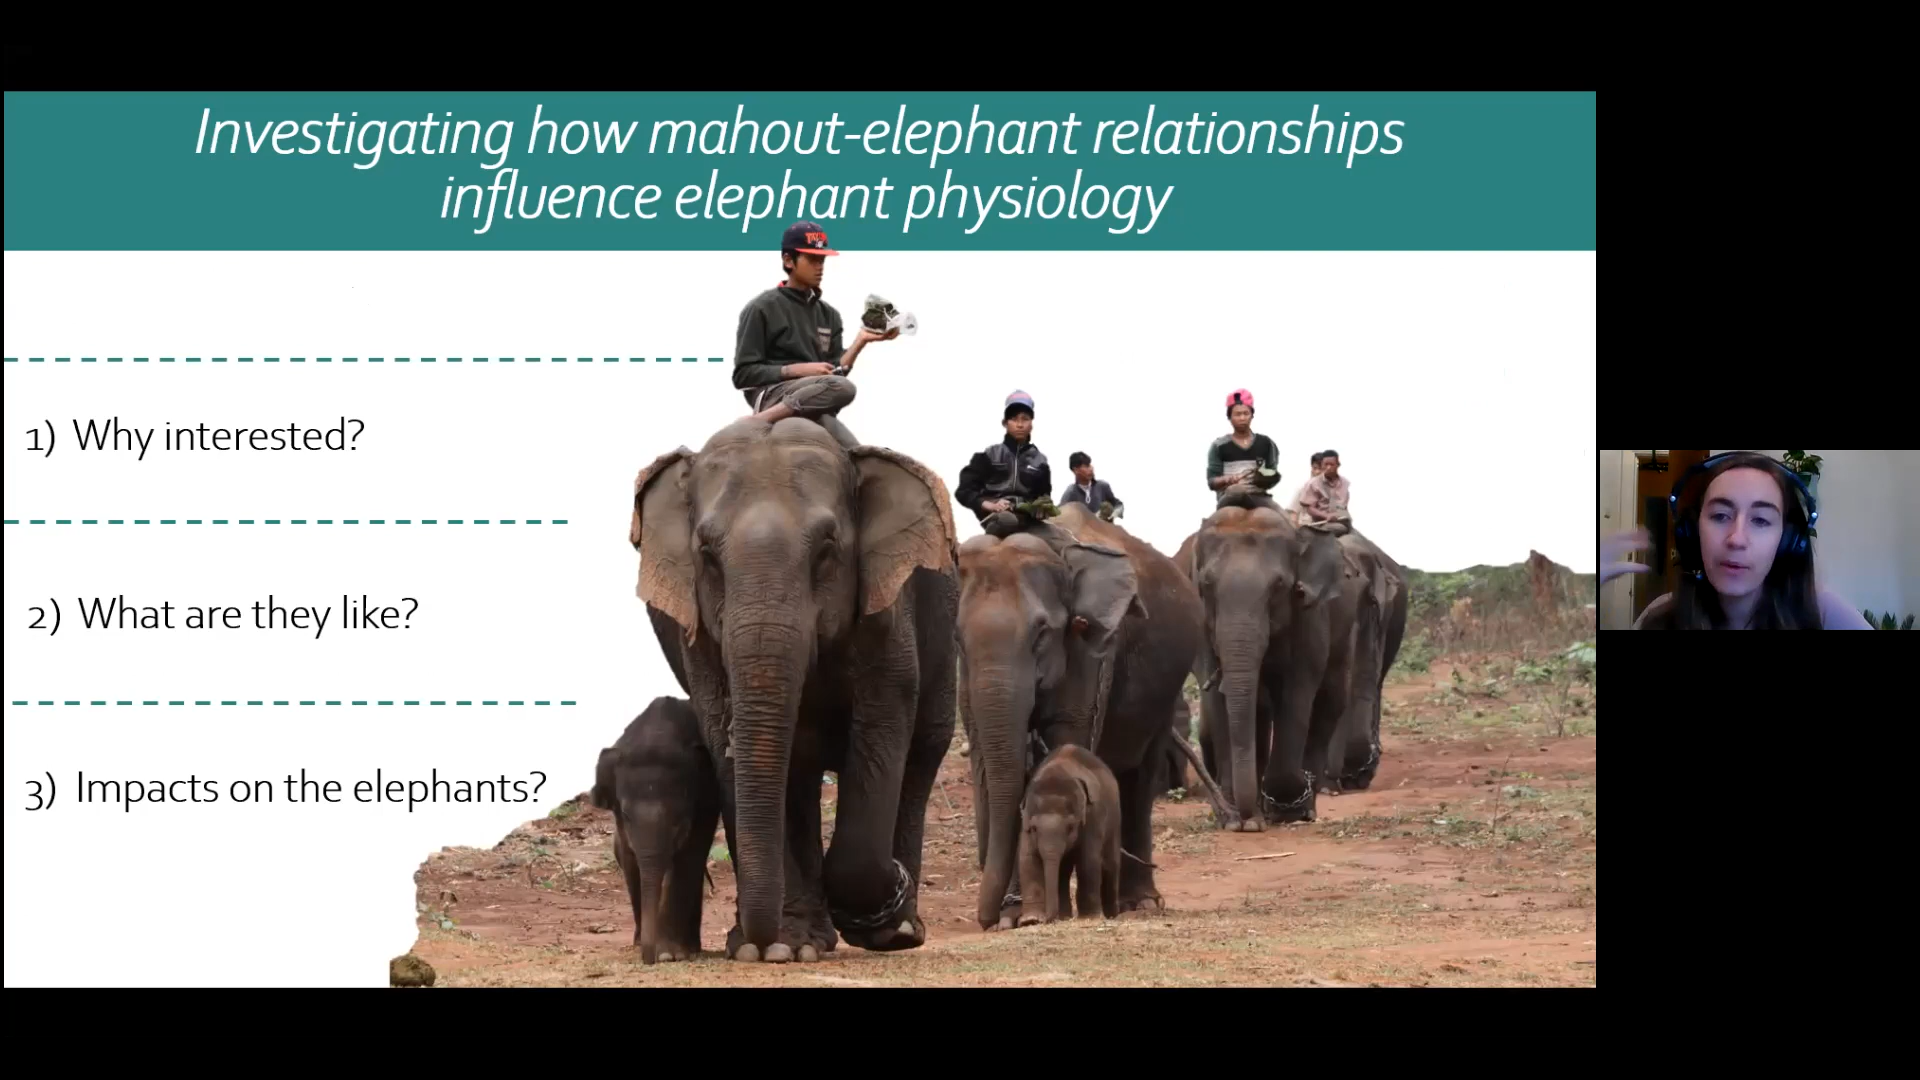 Investigating how mahout-elephant relationships
influence elephant physiology
1) Why interested?
2) What are they like?
3) Impacts on the elephants?